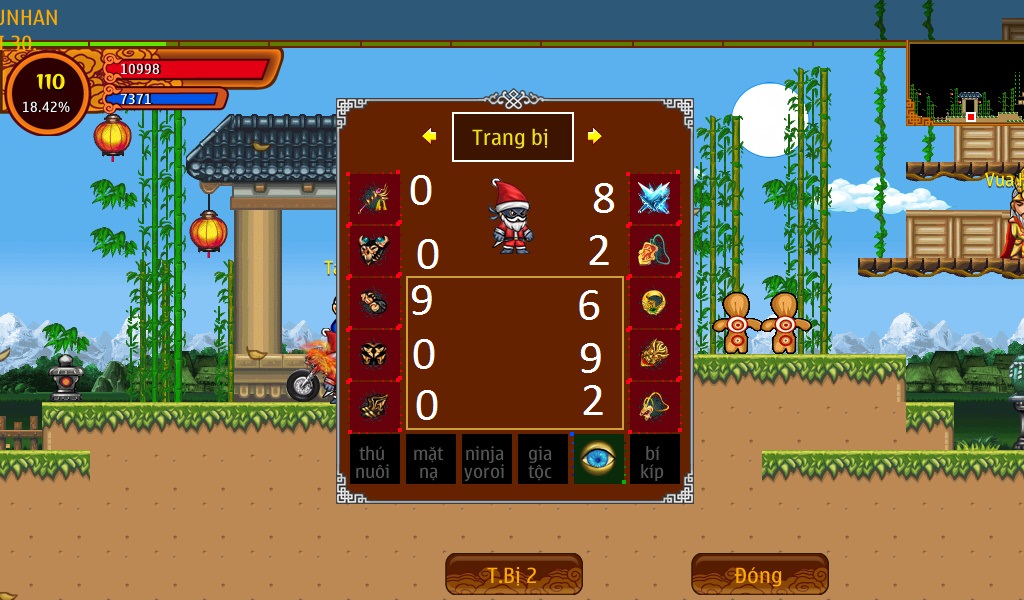 UNHAN
L 30
110
18.42%
10998
7371
Trang bị
0 8
0 2
9 6
0 9
0 2
thú nuôi
mặt nạ
ninja yoroi
gia tộc
bí kíp
T.Bị 2
Đóng